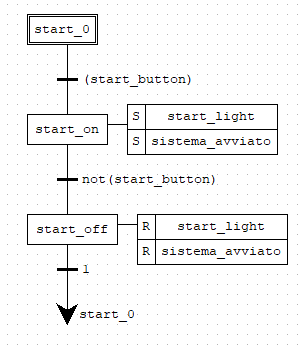 start_0
(start_button)
start_on
S start_light
S sistema_avviato
not(start_button)
start_off
R start_light
R sistema_avviato
1
start_0